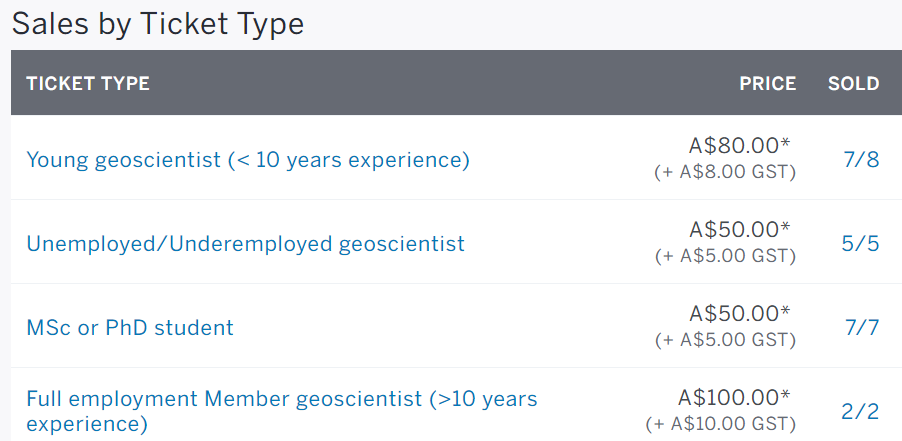 Sales by Ticket Type
TICKET TYPE PRICE SOLD
Young geoscientist (< 10 years experience) A$80.00* 7/8
(+ A$8.00 GST)
Unemployed/Underemployed geoscientist A$50.00* 5/5
(+ A$5.00 GST)
MSc or PhD student A$50.00* 7/7
(+ A$5.00 GST)
Full employment Member geoscientist (>10 years A$100.00* 2/2
experience) (+ A$10.00 GST)